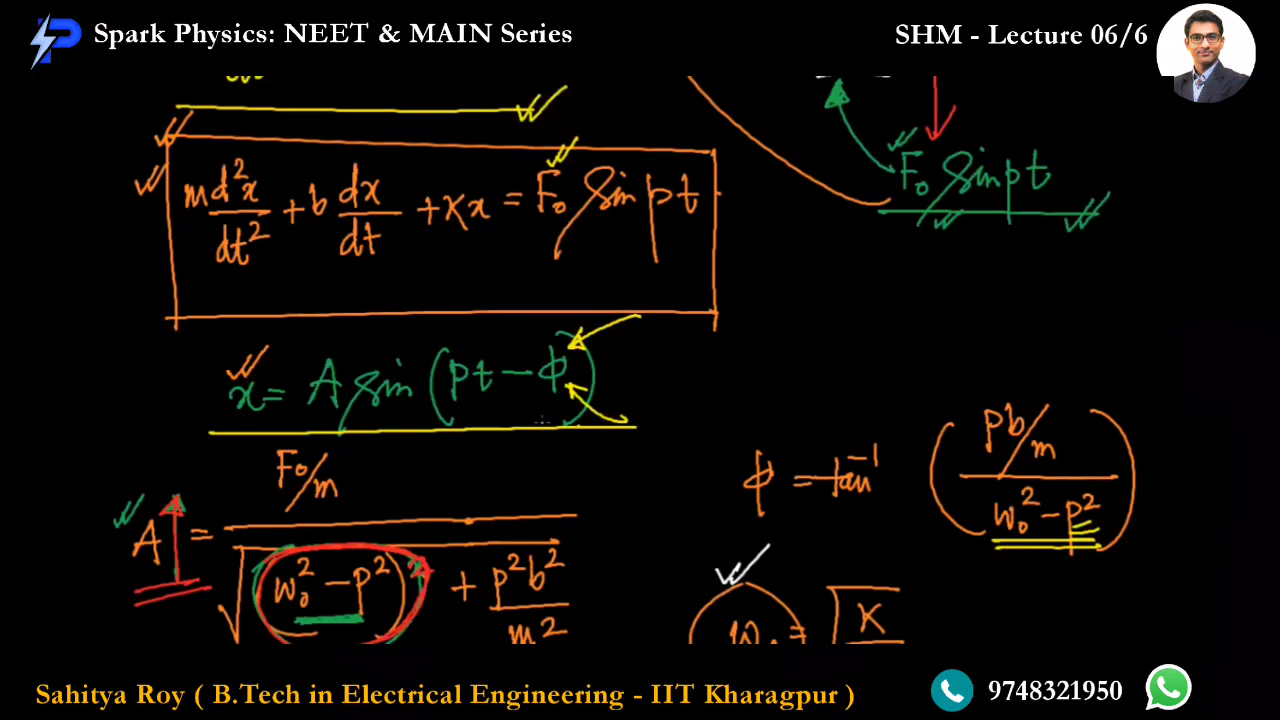 Spark Physics: NEET & MAIN Series
SHM - Lecture 06/6
F₀ sin pt
m d²x/dt² + b dx/dt + Kx = F₀ sin pt
x = A sin (pt − ϕ)
A = F₀/m / √((ω₀² − p²)² + p²b²/m²)
ϕ = tan⁻¹ (pb/m / ω₀² − p²)
K
Sahitya Roy ( B.Tech in Electrical Engineering - IIT Kharagpur )
9748321950